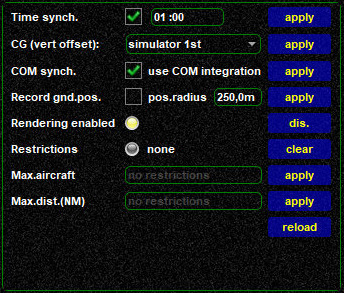 Time synch. 01 :00 apply
CG (vert offset): simulator 1st apply
COM synch. use COM integration apply
Record gnd.pos. pos.radius 250,0m apply
Rendering enabled dis.
Restrictions none clear
Max.aircraft no restrictions apply
Max.dist.(NM) no restrictions apply
reload